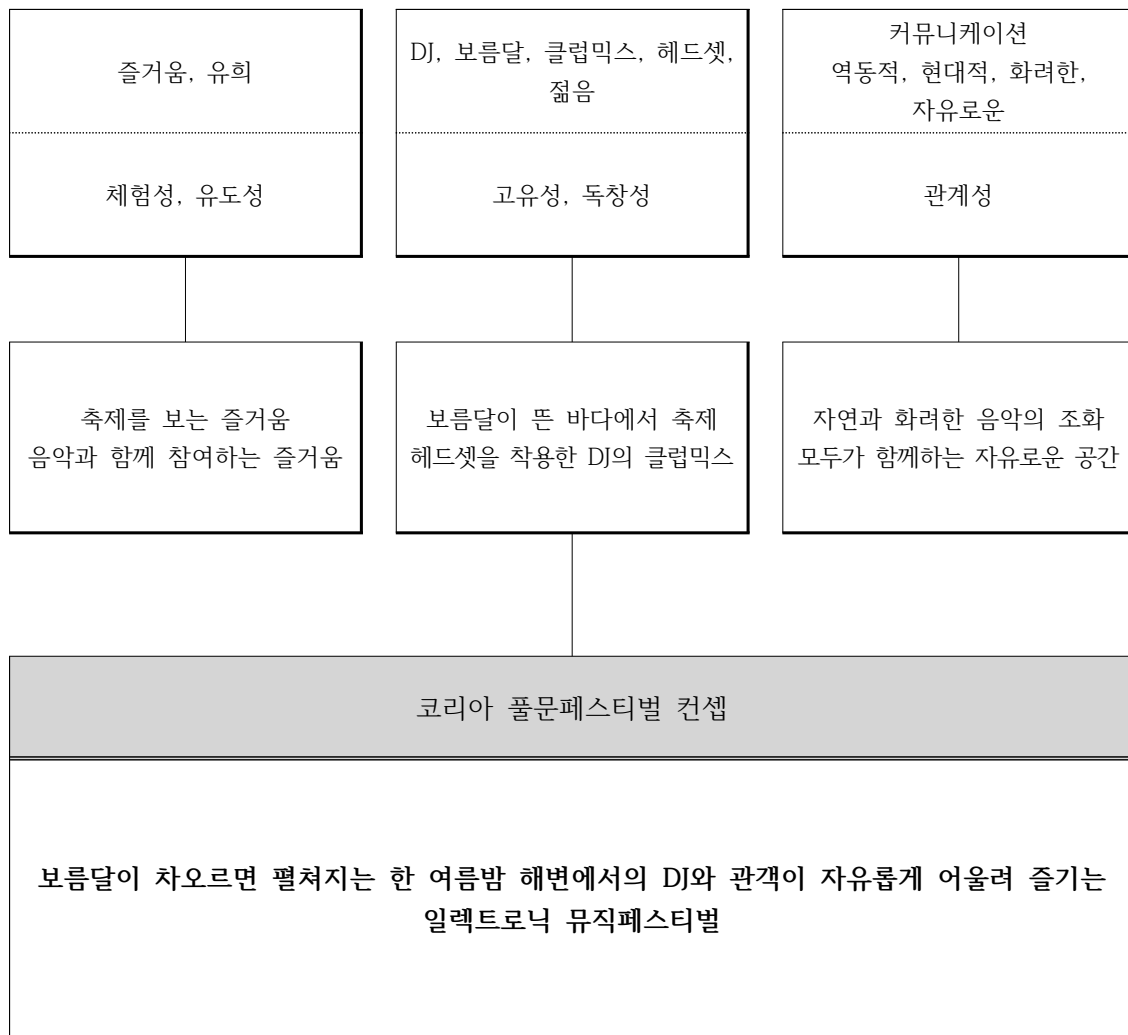 즐거움, 유희
체험성, 유도성
DJ, 보름달, 클럽믹스, 헤드셋,
젊음
고유성, 독창성
커뮤니케이션
역동적, 현대적, 화려한,
자유로운
관계성
축제를 보는 즐거움
음악과 함께 참여하는 즐거움
보름달이 뜬 바다에서 축제
헤드셋을 착용한 DJ의 클럽믹스
자연과 화려한 음악의 조화
모두가 함께하는 자유로운 공간
코리아 풀문페스티벌 컨셉
보름달이 차오르면 펼쳐지는 한 여름밤 해변에서의 DJ와 관객이 자유롭게 어울려 즐기는
일렉트로닉 뮤직페스티벌